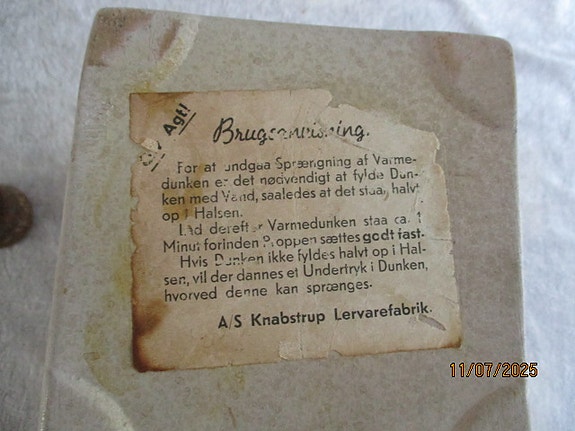 Giv Agt!
Brugsanvisning.
For at undgaa Sprængning af Varme-
dunken er det nødvendigt at fylde Dun-
ken med Vand, saaledes at det staar halvt
op i Halsen.
Lad derefter Varmedunken staa ca. 1
Minut forinden Proppen sættes godt fast.
Hvis Dunken ikke fyldes halvt op i Hal-
sen, vil der dannes et Undertryk i Dunken,
hvorved denne kan sprænges.
A/S Knabstrup Lervarefabrik.
11/07/2025